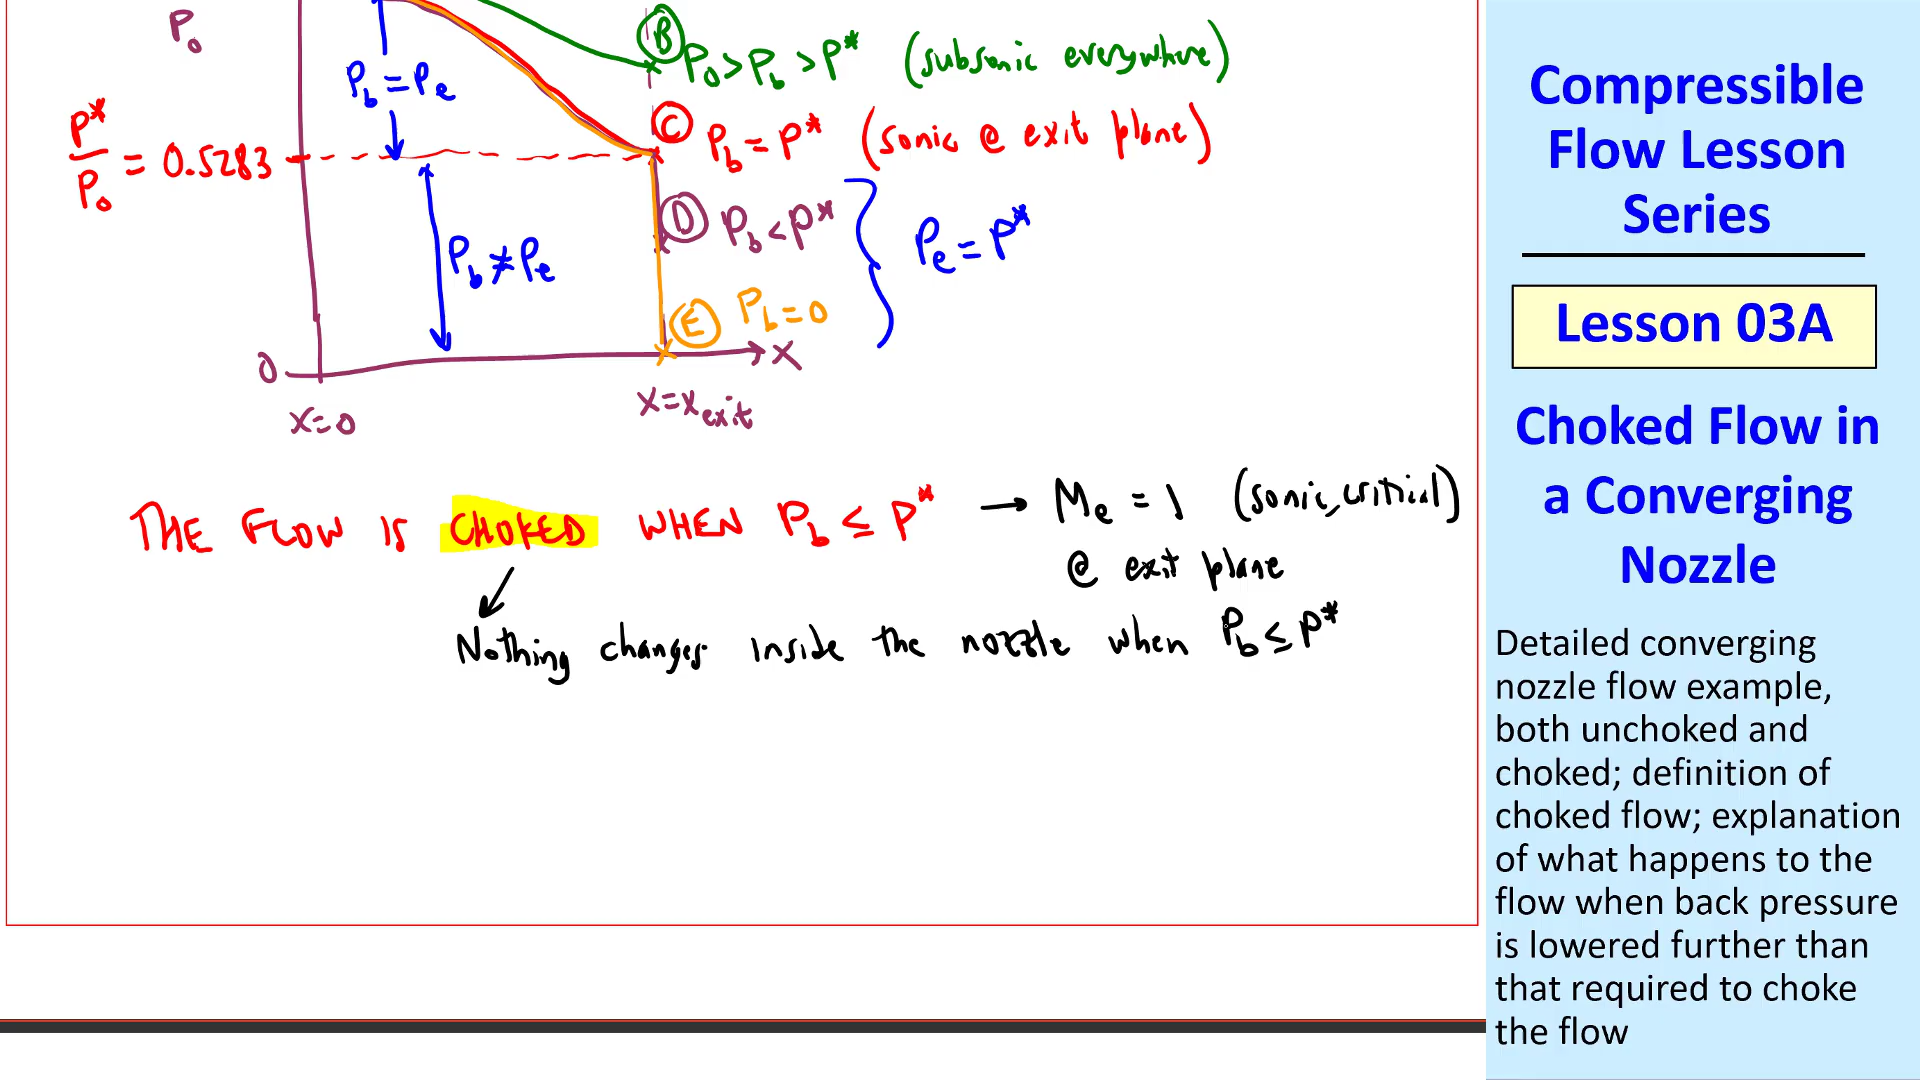 P₀
Ⓑ P₀ > P_b > P* (subsonic everywhere)
P_b = P_e
Ⓒ P_b = P* (sonic @ exit plane)
P*/P₀ = 0.5283
Ⓓ P_b < P*
P_e = P*
P_b ≠ P_e
Ⓔ P_b = 0
0
X
X=0
X=X_exit
THE FLOW IS CHOKED WHEN P_b ≤ P* → M_e = 1 (sonic, critical)
@ exit plane
Nothing changes inside the nozzle when P_b ≤ P*
Compressible
Flow Lesson
Series
Lesson 03A
Choked Flow in
a Converging
Nozzle
Detailed converging
nozzle flow example,
both unchoked and
choked; definition of
choked flow; explanation
of what happens to the
flow when back pressure
is lowered further than
that required to choke
the flow